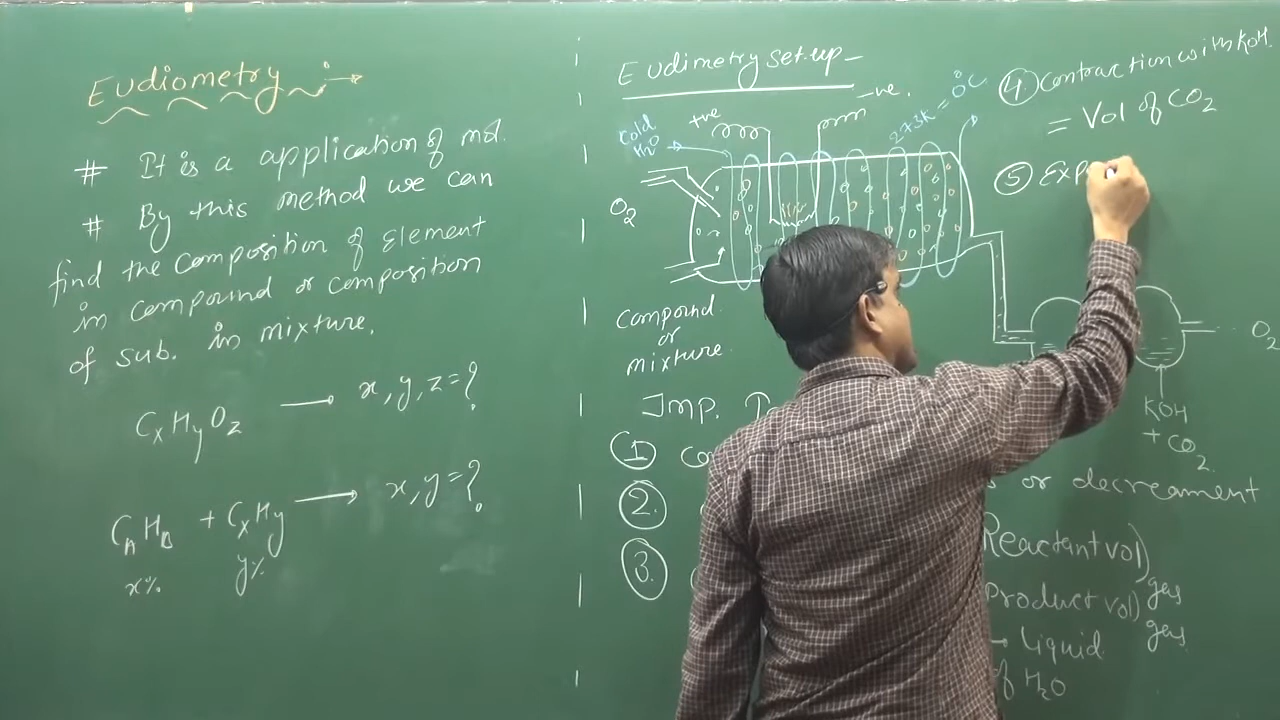 Eudiometry :→
# It is a application of mol.
# By this method we can
find the composition of Element
in compound or composition
of sub. in mixture.
CxHyOz → x, y, z = ?
CAHB + CxHy → x, y = ?
x% y%
Eudimetry set-up –
+ve -ve.
cold H2O
273K = 0°C
O2
compound
or
mixture
O2
KOH
+ CO2
Imp.
①
②. s or decreament
③. (Reactant vol) gas
Product vol) gas
→ Liquid
of H2O
④. Contraction with KOH.
= Vol of CO2
⑤ Exp